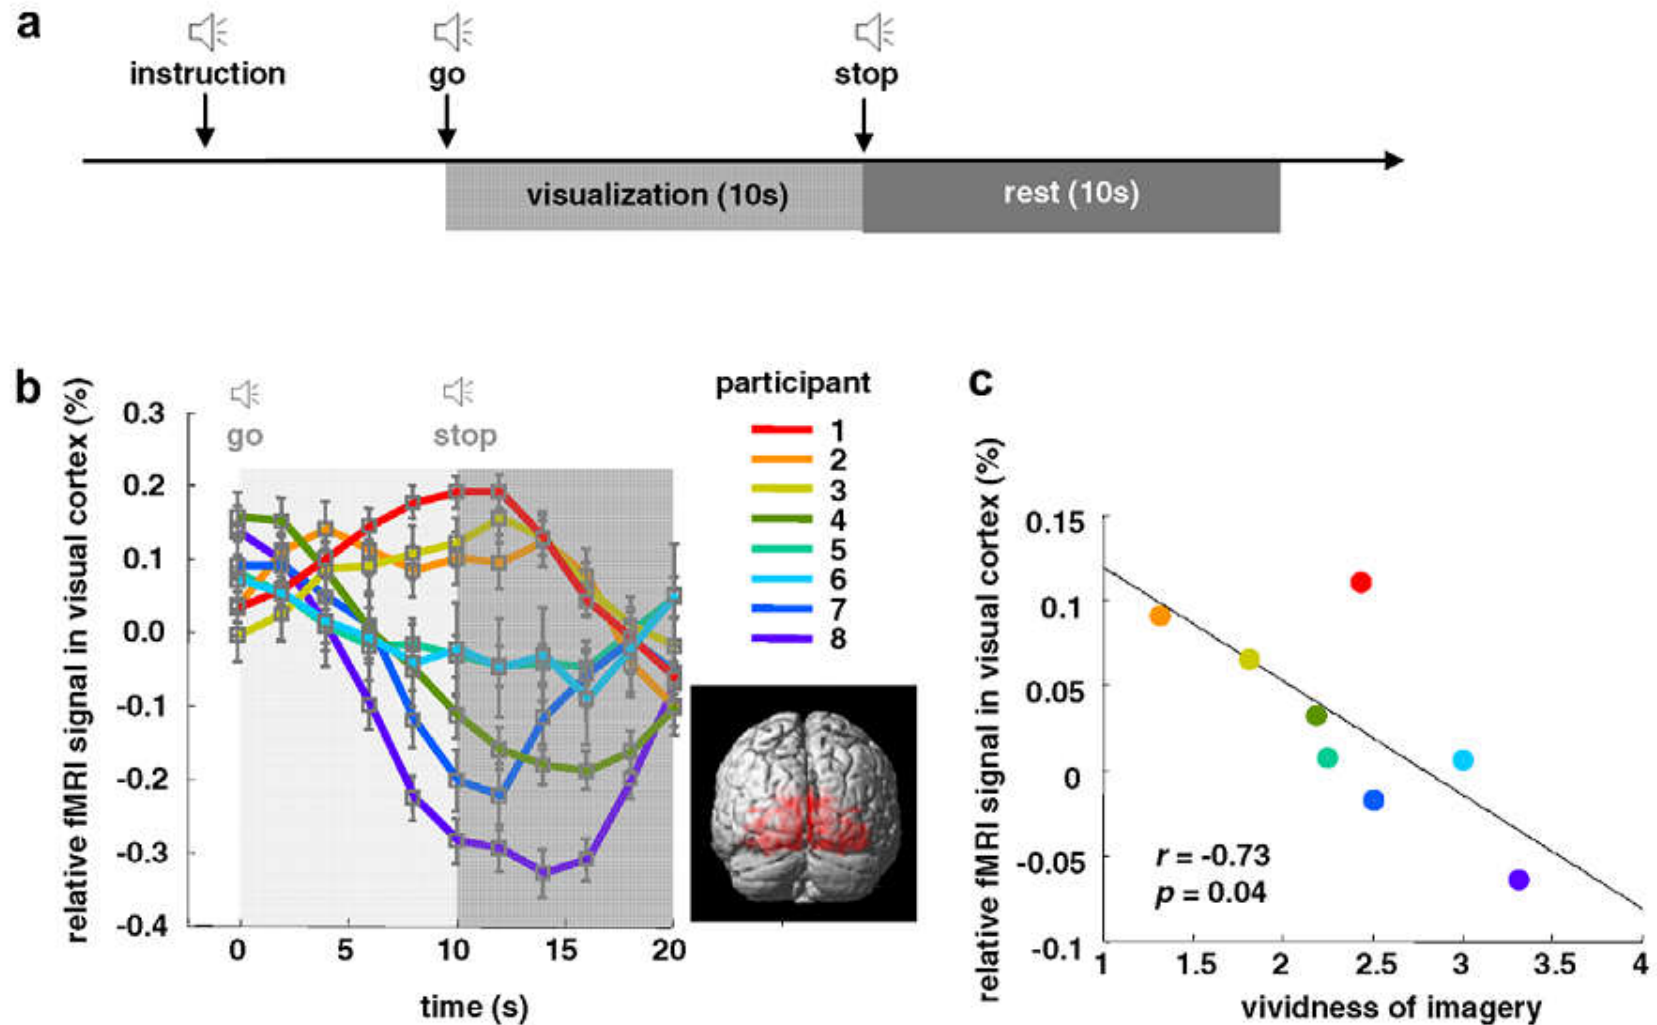 a
instruction
go
stop
visualization (10s)
rest (10s)
b
relative fMRI signal in visual cortex (%)
0.3
0.2
0.1
0.0
-0.1
-0.2
-0.3
-0.4
go
stop
0 5 10 15 20
time (s)
participant
1
2
3
4
5
6
7
8
c
relative fMRI signal in visual cortex (%)
0.15
0.1
0.05
0
-0.05
-0.1
r = -0.73
p = 0.04
1 1.5 2 2.5 3 3.5 4
vividness of imagery